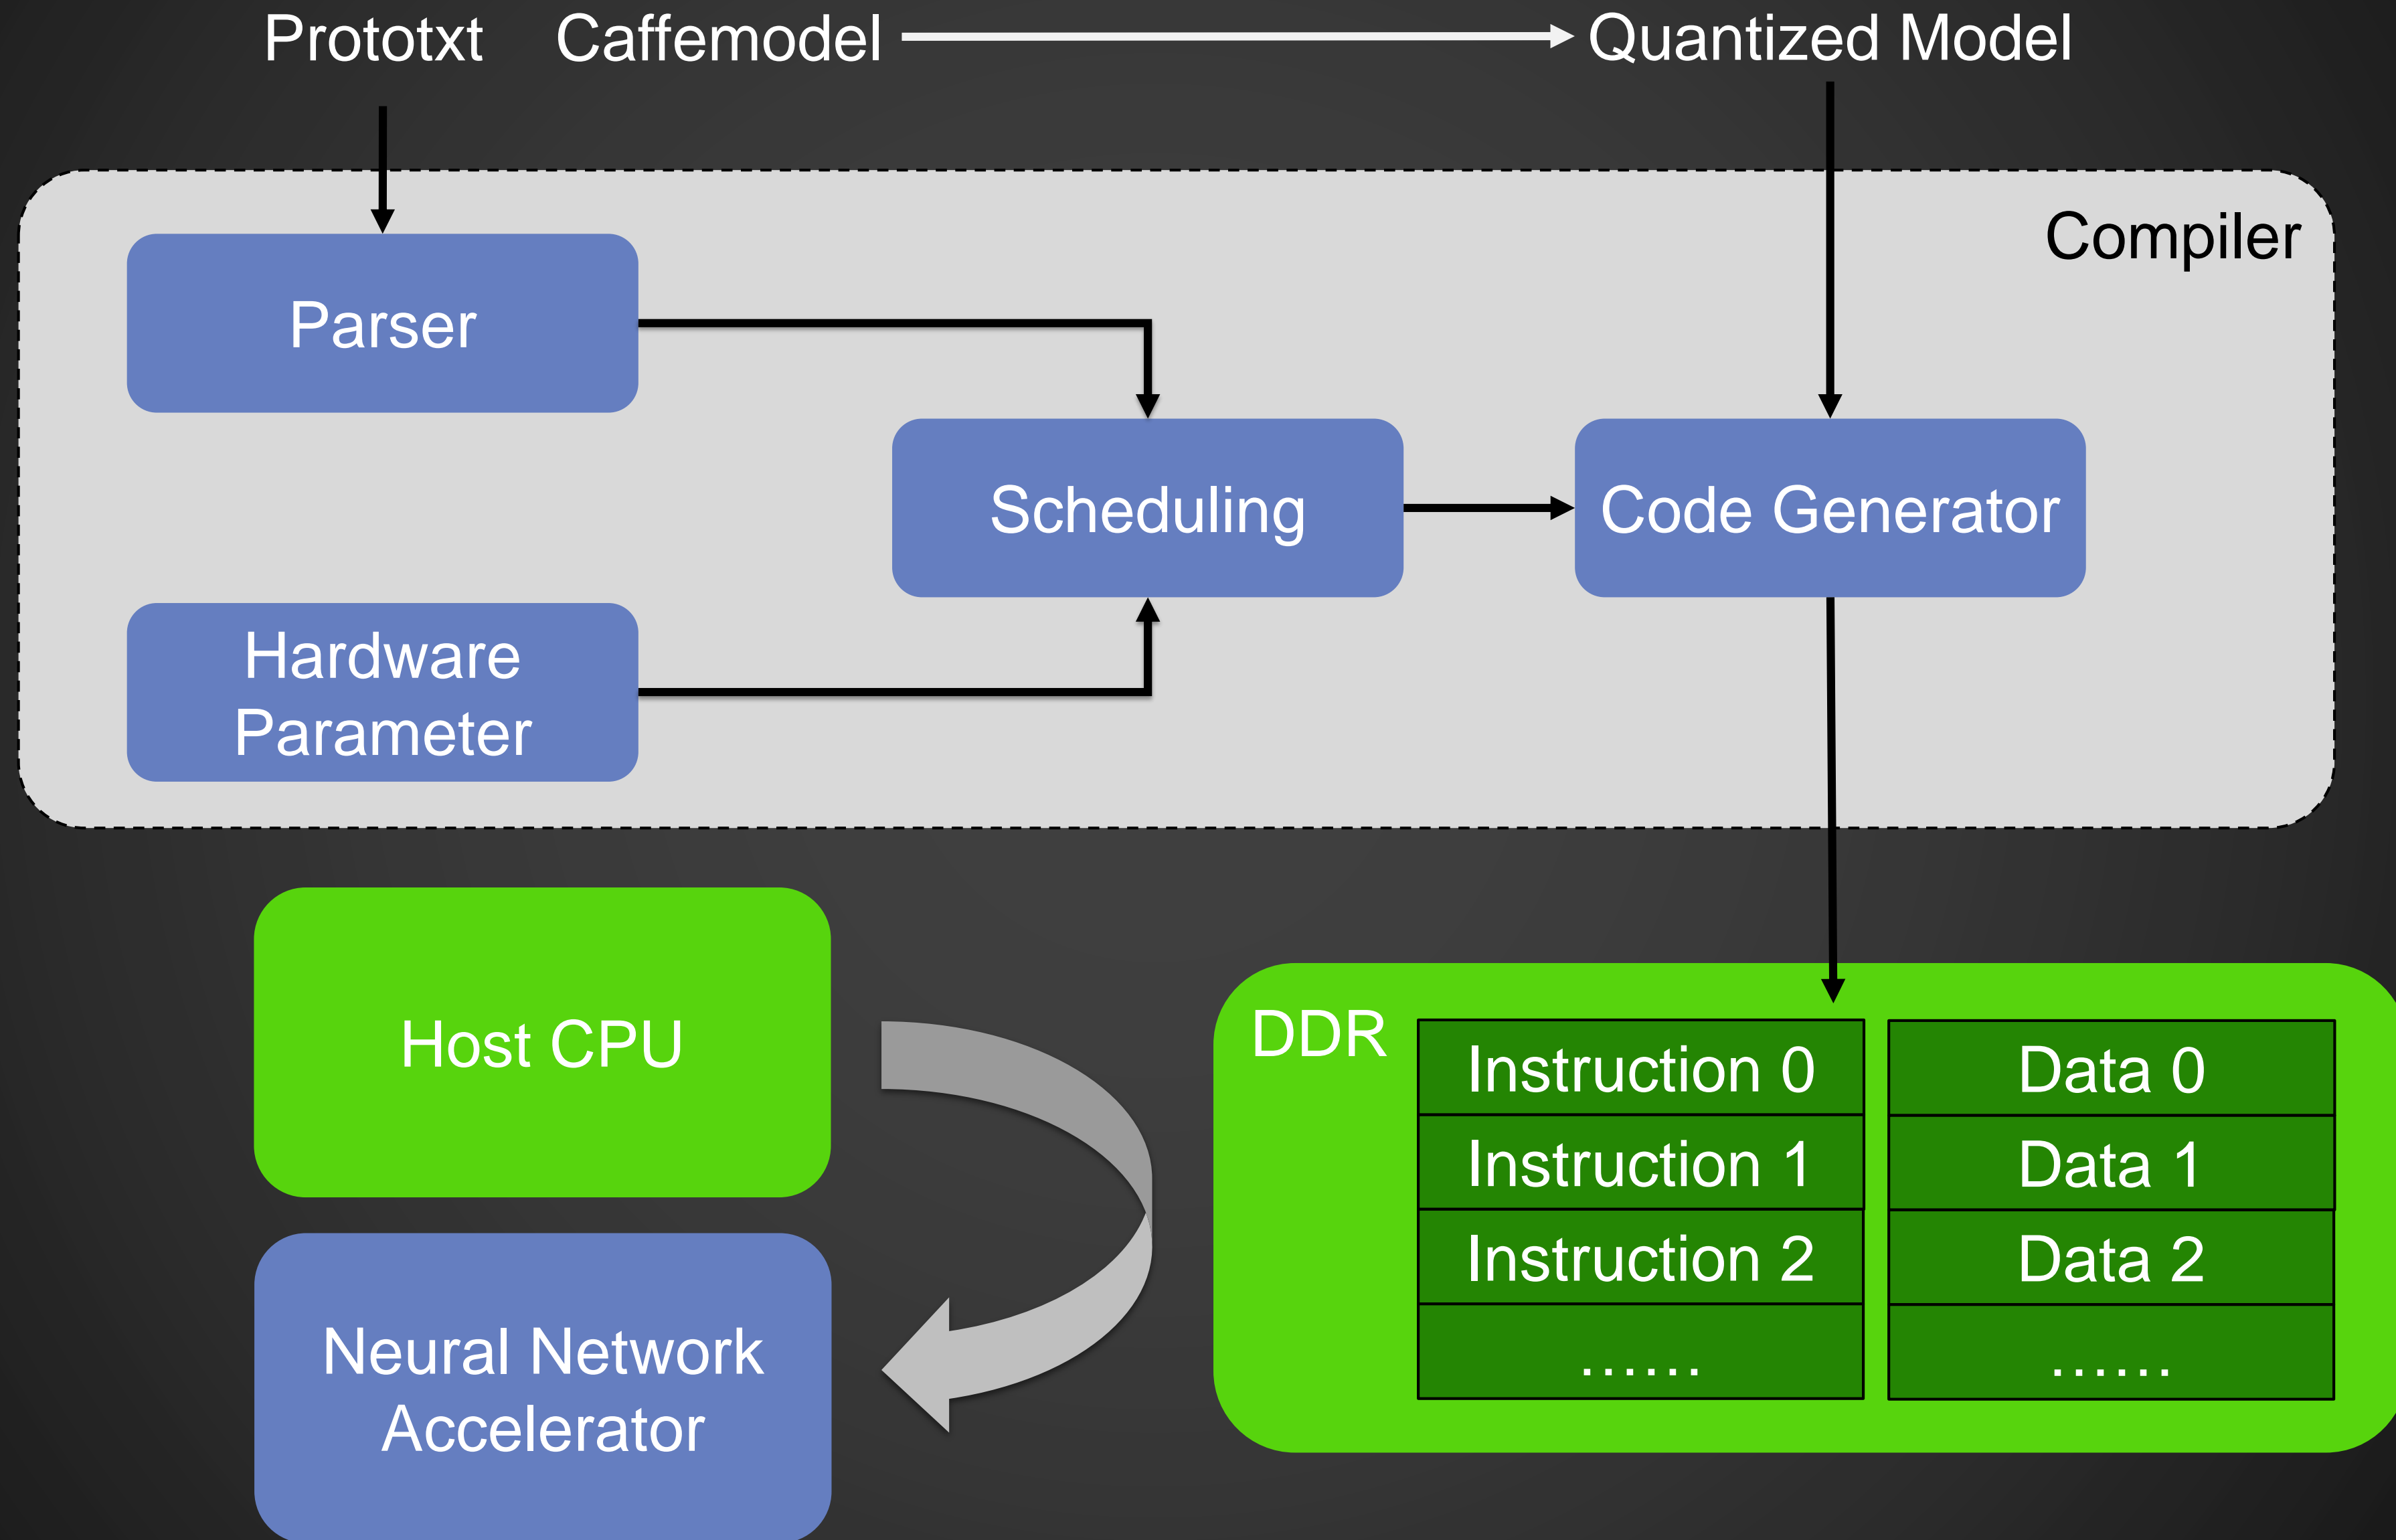 Prototxt Caffemodel Quantized Model
Compiler
Parser
Scheduling
Code Generator
Hardware
Parameter
Host CPU
Neural Network
Accelerator
DDR
Instruction 0 Data 0
Instruction 1 Data 1
Instruction 2 Data 2
...... ......